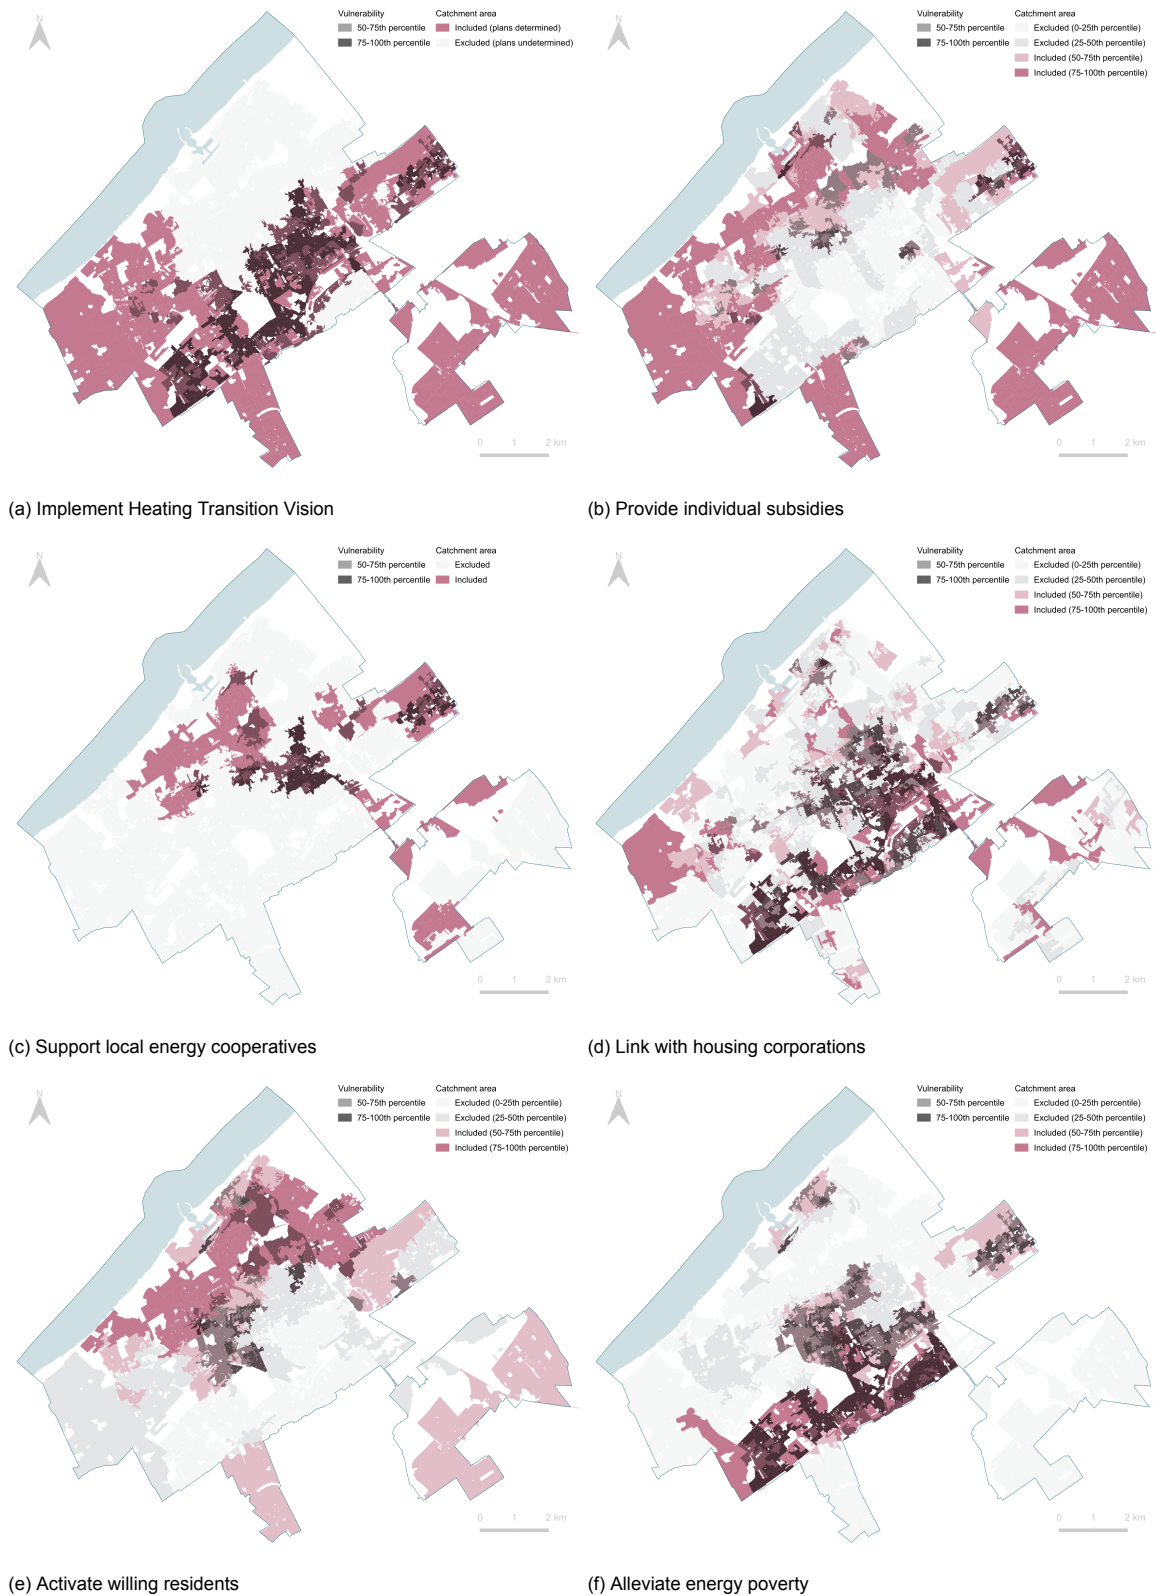 N
Vulnerability
50-75th percentile
75-100th percentile
Catchment area
Included (plans determined)
Excluded (plans undetermined)
0 1 2 km
(a) Implement Heating Transition Vision
N
Vulnerability
50-75th percentile
75-100th percentile
Catchment area
Excluded (0-25th percentile)
Excluded (25-50th percentile)
Included (50-75th percentile)
Included (75-100th percentile)
0 1 2 km
(b) Provide individual subsidies
N
Vulnerability
50-75th percentile
75-100th percentile
Catchment area
Excluded
Included
0 1 2 km
(c) Support local energy cooperatives
N
Vulnerability
50-75th percentile
75-100th percentile
Catchment area
Excluded (0-25th percentile)
Excluded (25-50th percentile)
Included (50-75th percentile)
Included (75-100th percentile)
0 1 2 km
(d) Link with housing corporations
N
Vulnerability
50-75th percentile
75-100th percentile
Catchment area
Excluded (0-25th percentile)
Excluded (25-50th percentile)
Included (50-75th percentile)
Included (75-100th percentile)
0 1 2 km
(e) Activate willing residents
N
Vulnerability
50-75th percentile
75-100th percentile
Catchment area
Excluded (0-25th percentile)
Excluded (25-50th percentile)
Included (50-75th percentile)
Included (75-100th percentile)
0 1 2 km
(f) Alleviate energy poverty